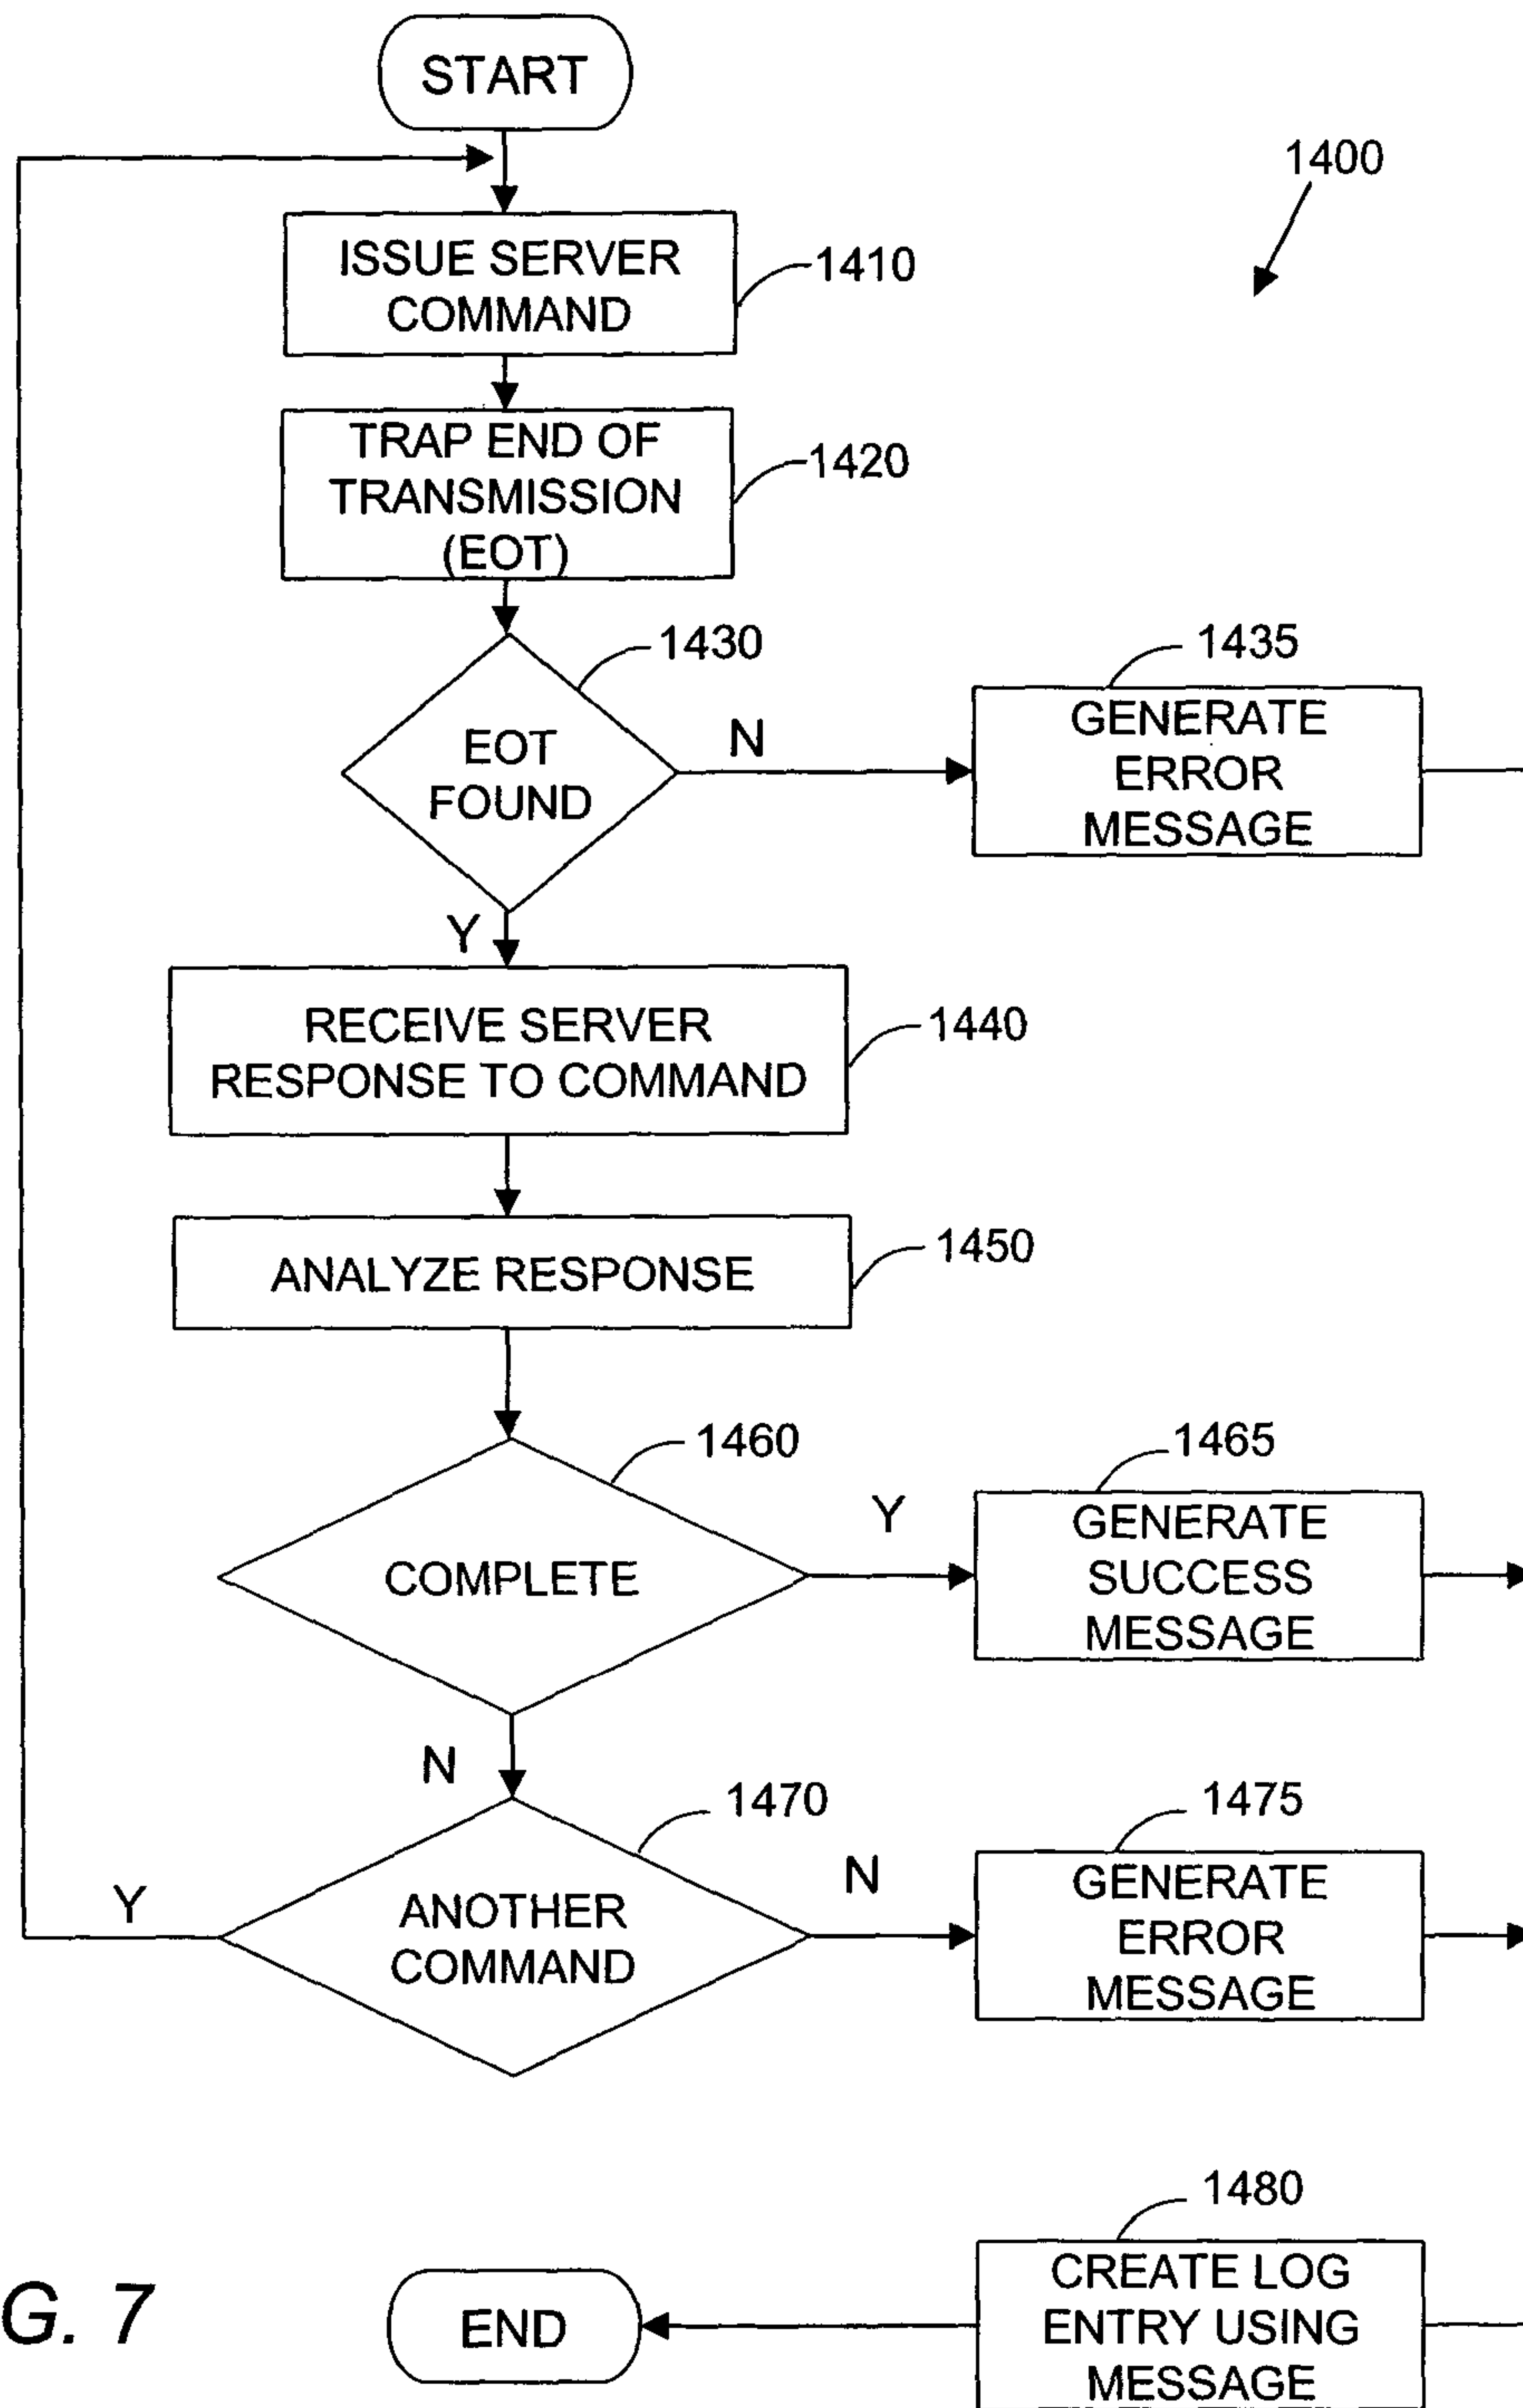 START
1400
ISSUE SERVER
COMMAND
1410
TRAP END OF
TRANSMISSION
(EOT)
1420
1430
EOT
FOUND
N
1435
GENERATE
ERROR
MESSAGE
Y
RECEIVE SERVER
RESPONSE TO COMMAND
1440
ANALYZE RESPONSE
1450
1460
COMPLETE
Y
1465
GENERATE
SUCCESS
MESSAGE
N
1470
ANOTHER
COMMAND
Y
N
1475
GENERATE
ERROR
MESSAGE
1480
CREATE LOG
ENTRY USING
MESSAGE
END
G. 7